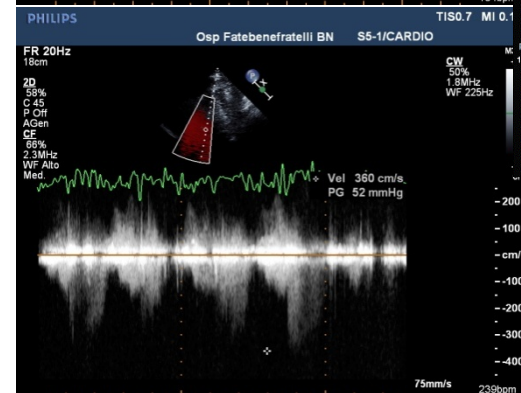 PHILIPS
TIS0.7 MI 0.1
Osp Fatebenefratelli BN S5-1/CARDIO
FR 20Hz
18cm
2D
58%
C 45
P Off
AGen
CF
66%
2.3MHz
WF Alto
Med.
CW
50%
1.8MHz
WF 225Hz
Vel 360 cm/s
PG 52 mmHg
-200
-100
-cm/
--100
--200
--300
--400
75mm/s
239bpm